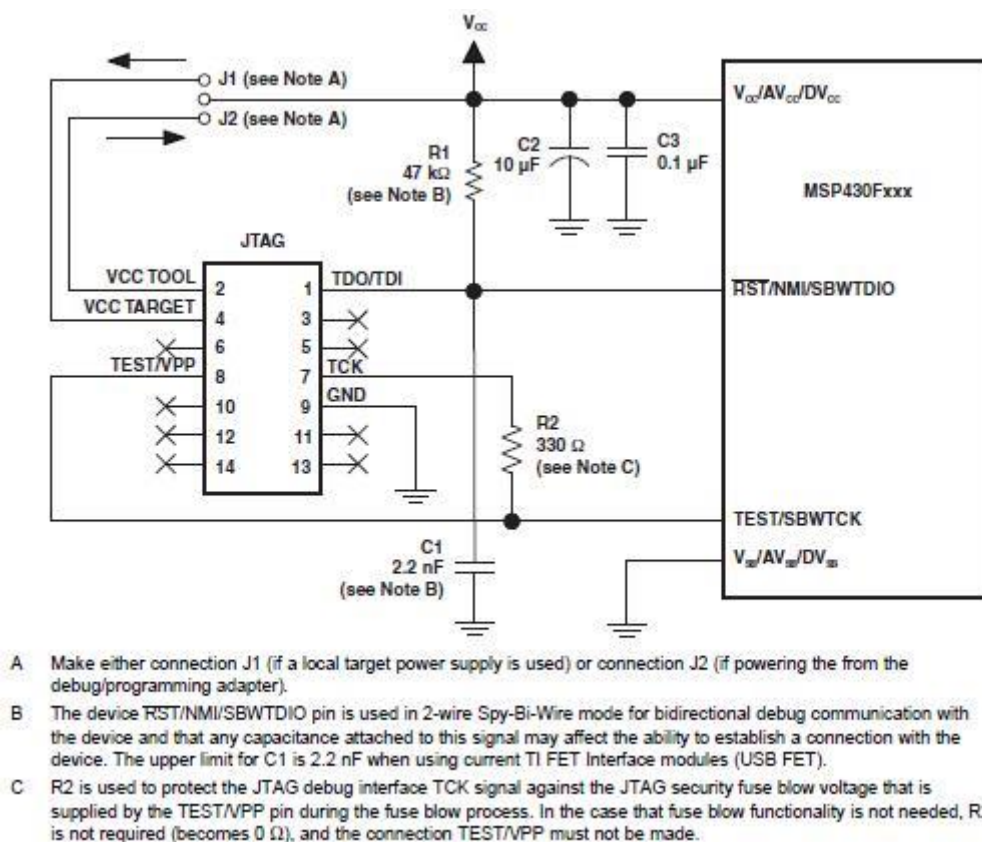 V꜀꜀
J1 (see Note A)
J2 (see Note A)
VCC/AVCC/DVCC
R1
47 kΩ
(see Note B)
C2
10 µF
C3
0.1 µF
MSP430Fxxx
JTAG
VCC TOOL
VCC TARGET
TEST/VPP
2 1
4 3
6 5
8 7
10 9
12 11
14 13
TDO/TDI
TCK
GND
RST/NMI/SBWTDIO
R2
330 Ω
(see Note C)
TEST/SBWTCK
VSS/AVSS/DVSS
C1
2.2 nF
(see Note B)
A Make either connection J1 (if a local target power supply is used) or connection J2 (if powering the from the
debug/programming adapter).
B The device RST/NMI/SBWTDIO pin is used in 2-wire Spy-Bi-Wire mode for bidirectional debug communication with
the device and that any capacitance attached to this signal may affect the ability to establish a connection with the
device. The upper limit for C1 is 2.2 nF when using current TI FET Interface modules (USB FET).
C R2 is used to protect the JTAG debug interface TCK signal against the JTAG security fuse blow voltage that is
supplied by the TEST/VPP pin during the fuse blow process. In the case that fuse blow functionality is not needed,
is not required (becomes 0 Ω), and the connection TEST/VPP must not be made.